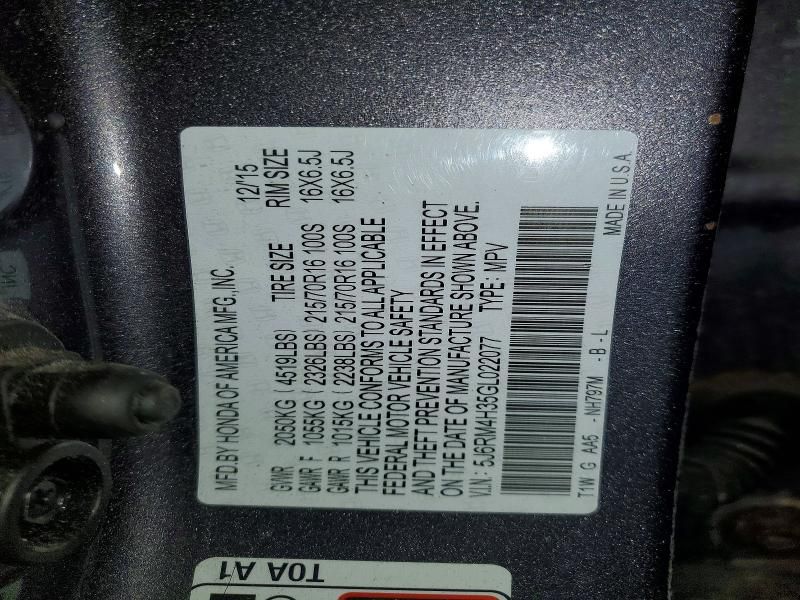 MFD.BY HONDA OF AMERICA MFG.,INC. 12/'15
GVWR 2050KG (4519LBS) TIRE SIZE RIM SIZE
GAWR F 1055KG (2326LBS) 215/70R16 100S 16X6.5J
GAWR R 1015KG (2238LBS) 215/70R16 100S 16X6.5J
THIS VEHICLE CONFORMS TO ALL APPLICABLE
FEDERAL MOTOR VEHICLE SAFETY
AND THEFT PREVENTION STANDARDS IN EFFECT
ON THE DATE OF MANUFACTURE SHOWN ABOVE.
V.I.N.: 5J6RM4H35GL022077 TYPE: MPV
T1W G AA5 -NH797M -B -L MADE IN U.S.A
T0A A1